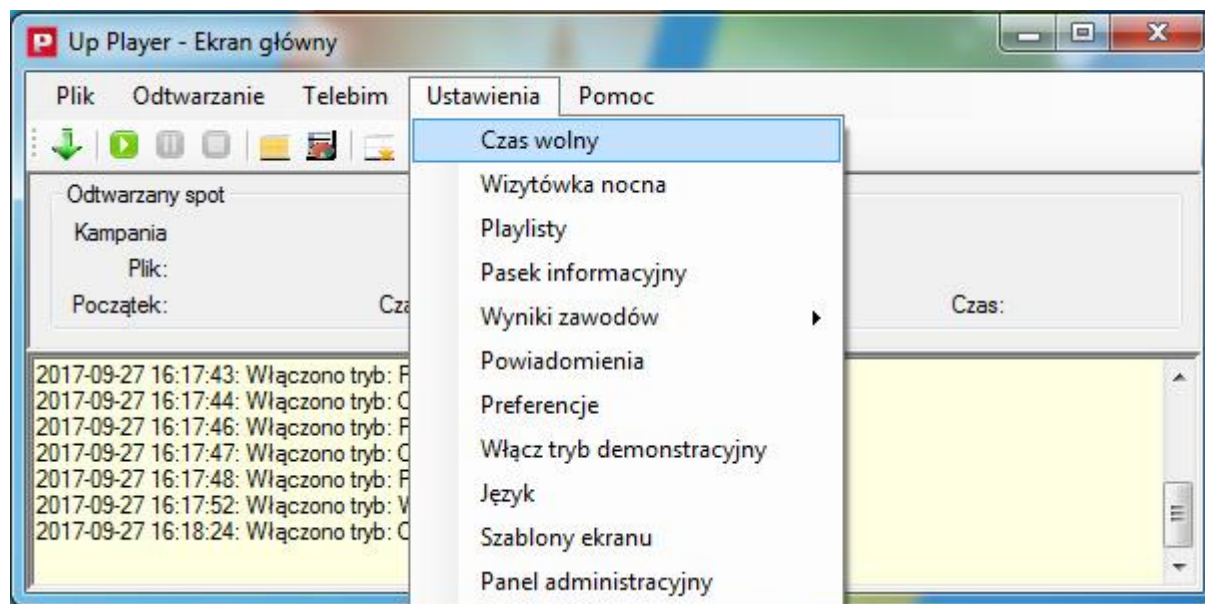 Up Player - Ekran główny
Plik Odtwarzanie Telebim Ustawienia Pomoc
Czas wolny
Wizytówka nocna
Playlisty
Pasek informacyjny
Wyniki zawodów
Powiadomienia
Preferencje
Włącz tryb demonstracyjny
Język
Szablony ekranu
Panel administracyjny
Odtwarzany spot
Kampania
Plik:
Początek: Czas:
2017-09-27 16:17:43: Włączono tryb:
2017-09-27 16:17:44: Włączono tryb:
2017-09-27 16:17:46: Włączono tryb:
2017-09-27 16:17:47: Włączono tryb:
2017-09-27 16:17:48: Włączono tryb:
2017-09-27 16:17:52: Włączono tryb:
2017-09-27 16:18:24: Włączono tryb: